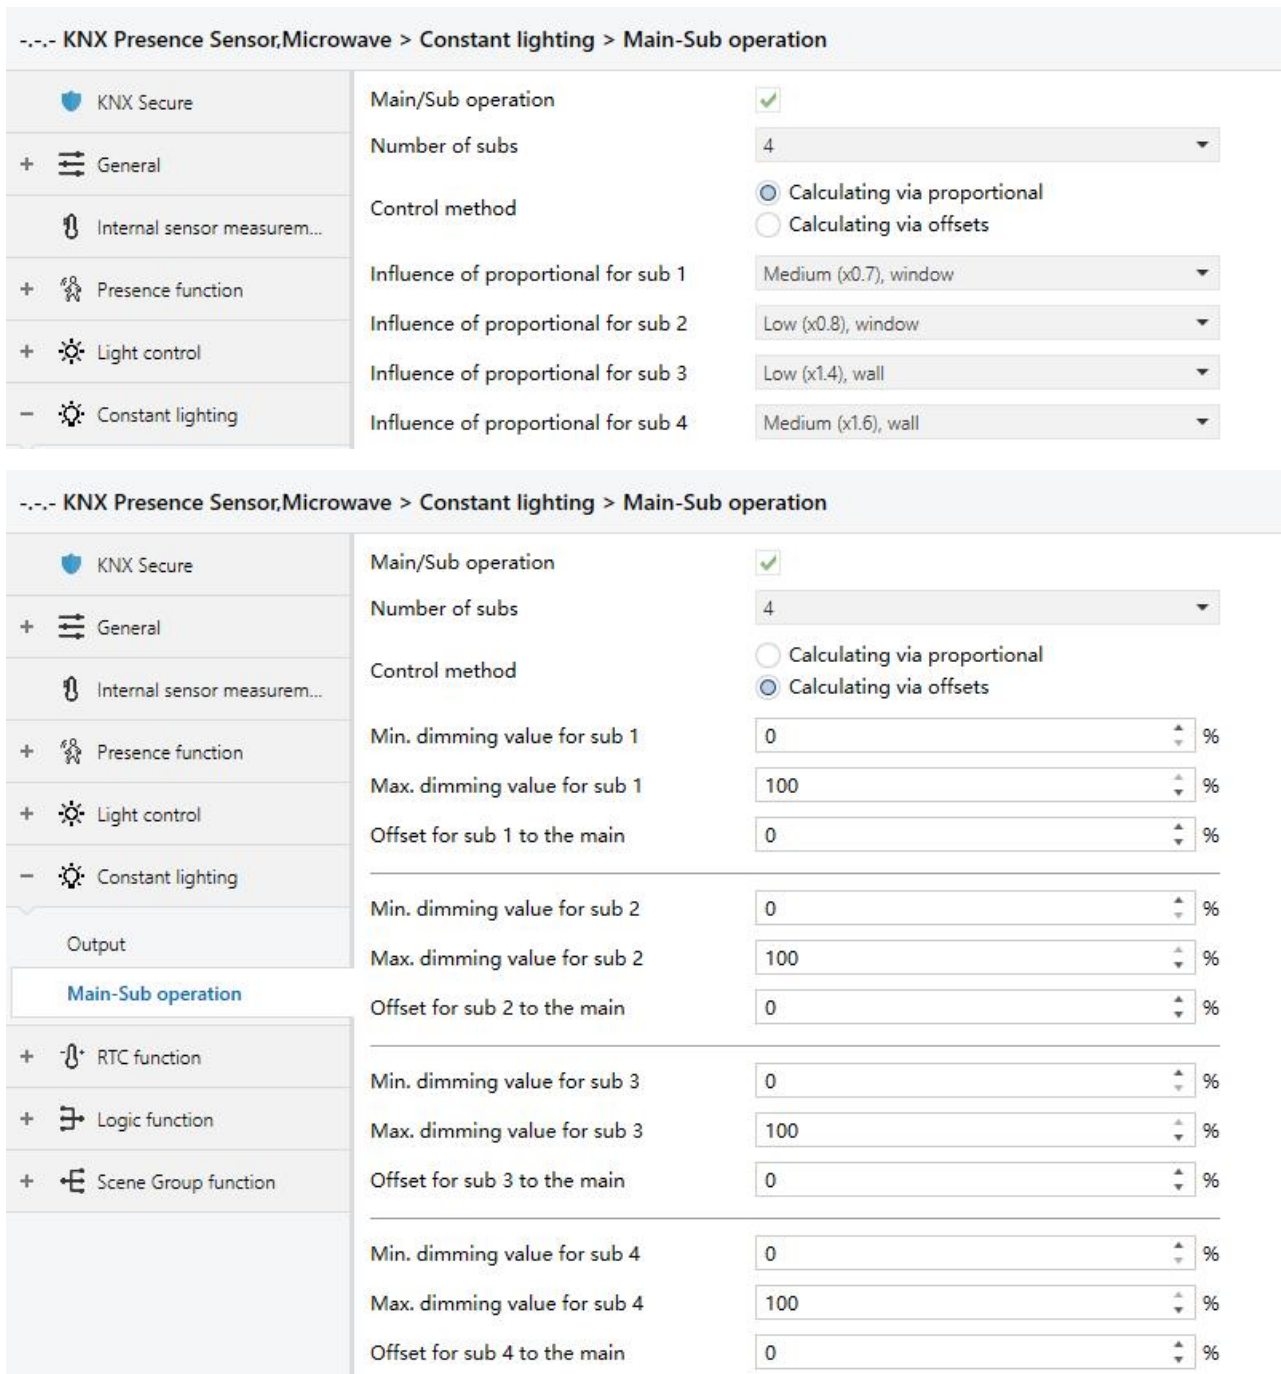 -.-.- KNX Presence Sensor,Microwave > Constant lighting > Main-Sub operation
KNX Secure
+ General
Internal sensor measurem...
+ Presence function
+ Light control
− Constant lighting
Main/Sub operation
Number of subs 4
Control method Calculating via proportional
Calculating via offsets
Influence of proportional for sub 1 Medium (x0.7), window
Influence of proportional for sub 2 Low (x0.8), window
Influence of proportional for sub 3 Low (x1.4), wall
Influence of proportional for sub 4 Medium (x1.6), wall
-.-.- KNX Presence Sensor,Microwave > Constant lighting > Main-Sub operation
KNX Secure
+ General
Internal sensor measurem...
+ Presence function
+ Light control
− Constant lighting
Output
Main-Sub operation
+ RTC function
+ Logic function
+ Scene Group function
Main/Sub operation
Number of subs 4
Control method Calculating via proportional
Calculating via offsets
Min. dimming value for sub 1 0 %
Max. dimming value for sub 1 100 %
Offset for sub 1 to the main 0 %
Min. dimming value for sub 2 0 %
Max. dimming value for sub 2 100 %
Offset for sub 2 to the main 0 %
Min. dimming value for sub 3 0 %
Max. dimming value for sub 3 100 %
Offset for sub 3 to the main 0 %
Min. dimming value for sub 4 0 %
Max. dimming value for sub 4 100 %
Offset for sub 4 to the main 0 %